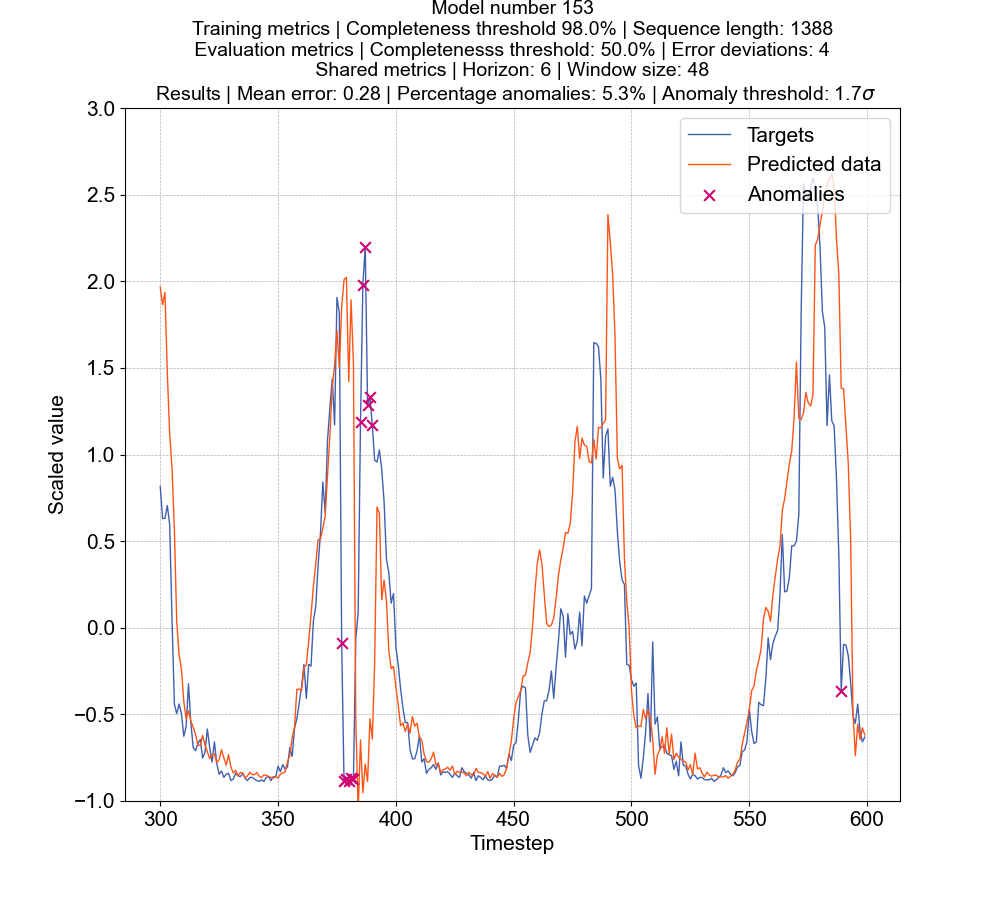 Model number 153
Training metrics | Completeness threshold 98.0% | Sequence length: 1388
Evaluation metrics | Completenesss threshold: 50.0% | Error deviations: 4
Shared metrics | Horizon: 6 | Window size: 48
Results | Mean error: 0.28 | Percentage anomalies: 5.3% | Anomaly threshold: 1.7σ
Targets
Predicted data
Anomalies
3.0
2.5
2.0
1.5
1.0
0.5
0.0
−0.5
−1.0
Scaled value
300
350
400
450
500
550
600
Timestep